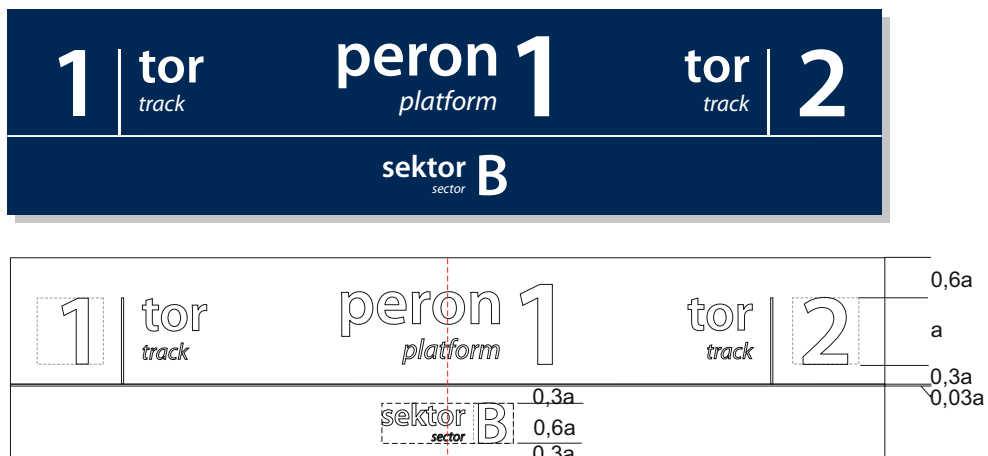 1 tor peron 1 tor 2
track platform track
sektor B
sector
0,6a
1 tor peron 1 tor 2
a
track platform track
0,3a
0,03a
0,3a
sektor B
0,6a
sector
0,3a